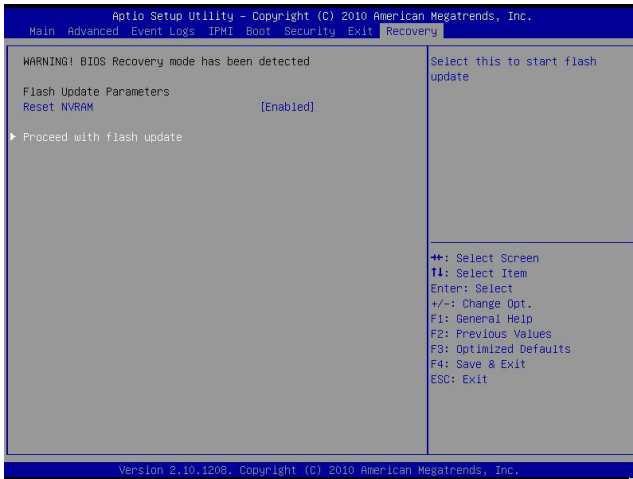 Aptio Setup Utility – Copyright (C) 2010 American Megatrends, Inc.
Main Advanced Event Logs IPMI Boot Security Exit Recovery
WARNING! BIOS Recovery mode has been detected
Flash Update Parameters
Reset NVRAM [Enabled]
Proceed with flash update
Select this to start flash
update
→←: Select Screen
↑↓: Select Item
Enter: Select
+/-: Change Opt.
F1: General Help
F2: Previous Values
F3: Optimized Defaults
F4: Save & Exit
ESC: Exit
Version 2.10.1208. Copyright (C) 2010 American Megatrends, Inc.